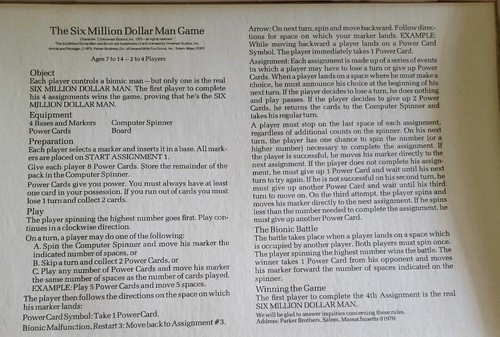 The Six Million Dollar Man Game
Character © Universal Studios, Inc. 1975 - all rights reserved
Ages 7 to 14 — 2 to 4 Players
Object
Each player controls a bionic man — but only one is the real
SIX MILLION DOLLAR MAN. The first player to complete
his 4 assignments wins the game, proving that he's the SIX
MILLION DOLLAR MAN.
Equipment
4 Bases and Markers Computer Spinner
Power Cards Board
Preparation
Each player selects a marker and inserts it in a base. All mark-
ers are placed on START ASSIGNMENT 1.
Give each player 8 Power Cards. Store the remainder of the
pack in the Computer Spinner.
Power Cards give you power. You must always have at least
one card in your possession. If you run out of cards you must
lose 1 turn and collect 2 cards.
Play
The player spinning the highest number goes first. Play con-
tinues in a clockwise direction.
On a turn, a player may do one of the following:
A. Spin the Computer Spinner and move his marker the
indicated number of spaces, or
B. Skip a turn and collect 2 Power Cards, or
C. Play any number of Power Cards and move his marker
the same number of spaces as the number of cards played.
EXAMPLE: Play 5 Power Cards and move 5 spaces.
The player then follows the directions on the space on which
his marker lands:
Power Card Symbol: Take 1 Power Card.
Bionic Malfunction, Restart 3: Move back to Assignment #3.
Arrow: On next turn, spin and move backward. Follow direc-
tions for space on which your marker lands. EXAMPLE:
While moving backward a player lands on a Power Card
Symbol. The player immediately takes 1 Power Card.
Assignment: Each assignment is made up of a series of events
in which a player may have to lose a turn or give up Power
Cards. When a player lands on a space where he must make a
choice, he must announce his choice at the beginning of his
next turn. If the player decides to lose a turn, he does nothing
and play passes. If the player decides to give up 2 Power
Cards, he returns the cards to the Computer Spinner and
takes his regular turn.
A player must stop on the last space of each assignment,
regardless of additional counts on the spinner. On his next
turn, the player has one chance to spin the number (or a
higher number) necessary to complete the assignment. If
the player is successful, he moves his marker directly to the
next assignment. If the player does not complete his assign-
ment, he must give up 1 Power Card and wait until his next
turn to try again. If he is not successful on his second turn, he
must give up another Power Card and wait until his third
turn to move on. On the third attempt, the player spins and
moves his marker directly to the next assignment. If he spins
less than the number needed to complete the assignment, he
must give up another Power Card.
The Bionic Battle
The battle takes place when a player lands on a space which
is occupied by another player. Both players must spin once.
The player spinning the highest number wins the battle. The
winner takes 1 Power Card from his opponent and moves
his marker forward the number of spaces indicated on the
spinner.
Winning the Game
The first player to complete the 4th Assignment is the real
SIX MILLION DOLLAR MAN.
We will be glad to answer inquiries concerning these rules.
Address: Parker Brothers, Salem, Massachusetts 01970.